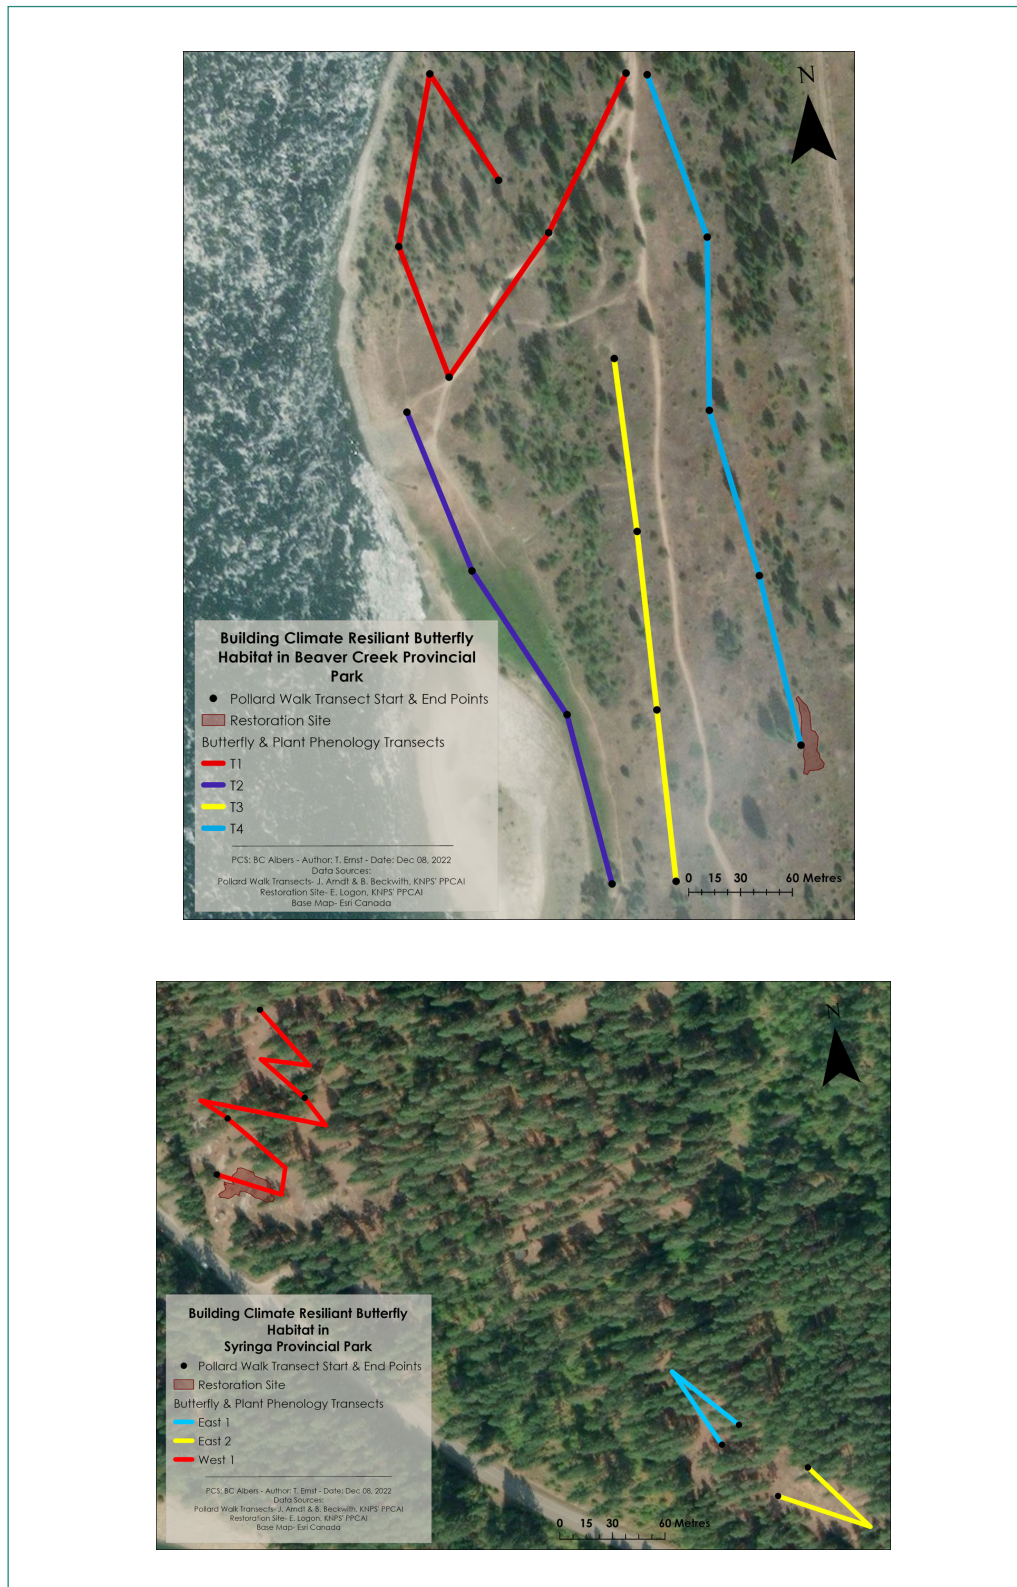 N
Building Climate Resiliant Butterfly
Habitat in Beaver Creek Provincial
Park
Pollard Walk Transect Start & End Points
Restoration Site
Butterfly & Plant Phenology Transects
T1
T2
T3
T4
PCS: BC Albers - Author: T. Ernst - Date: Dec 08, 2022
Data Sources:
Pollard Walk Transects- J. Arndt & B. Beckwith, KNPS' PPCAI
Restoration Site- E. Logon, KNPS' PPCAI
Base Map- Esri Canada
0 15 30 60 Metres
N
Building Climate Resiliant Butterfly
Habitat in
Syringa Provincial Park
Pollard Walk Transect Start & End Points
Restoration Site
Butterfly & Plant Phenology Transects
East 1
East 2
West 1
PCS: BC Albers - Author: T. Ernst - Date: Dec 08, 2022
Data Sources:
Pollard Walk Transects- J. Arndt & B. Beckwith, KNPS' PPCAI
Restoration Site- E. Logon, KNPS' PPCAI
Base Map- Esri Canada
0 15 30 60 Metres